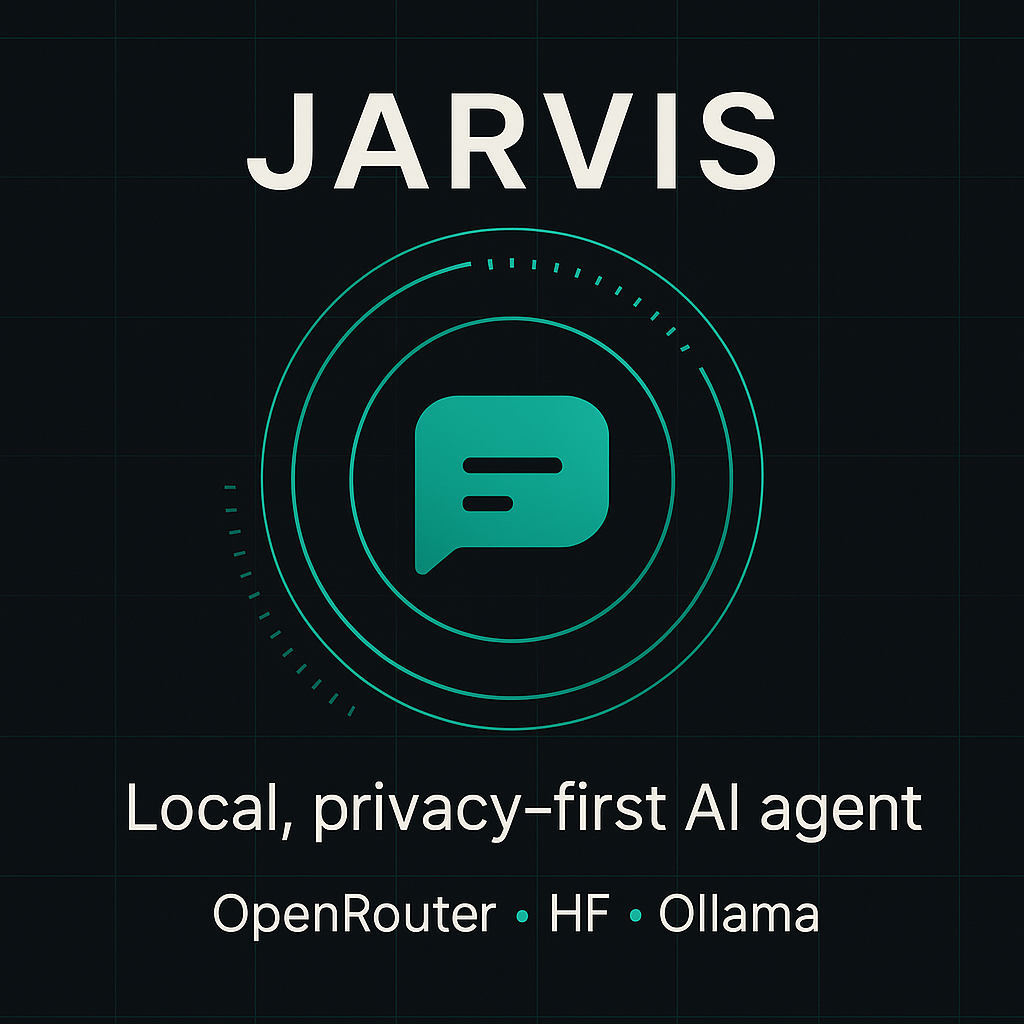 JARVIS
Local, privacy-first AI agent
OpenRouter • HF • Ollama